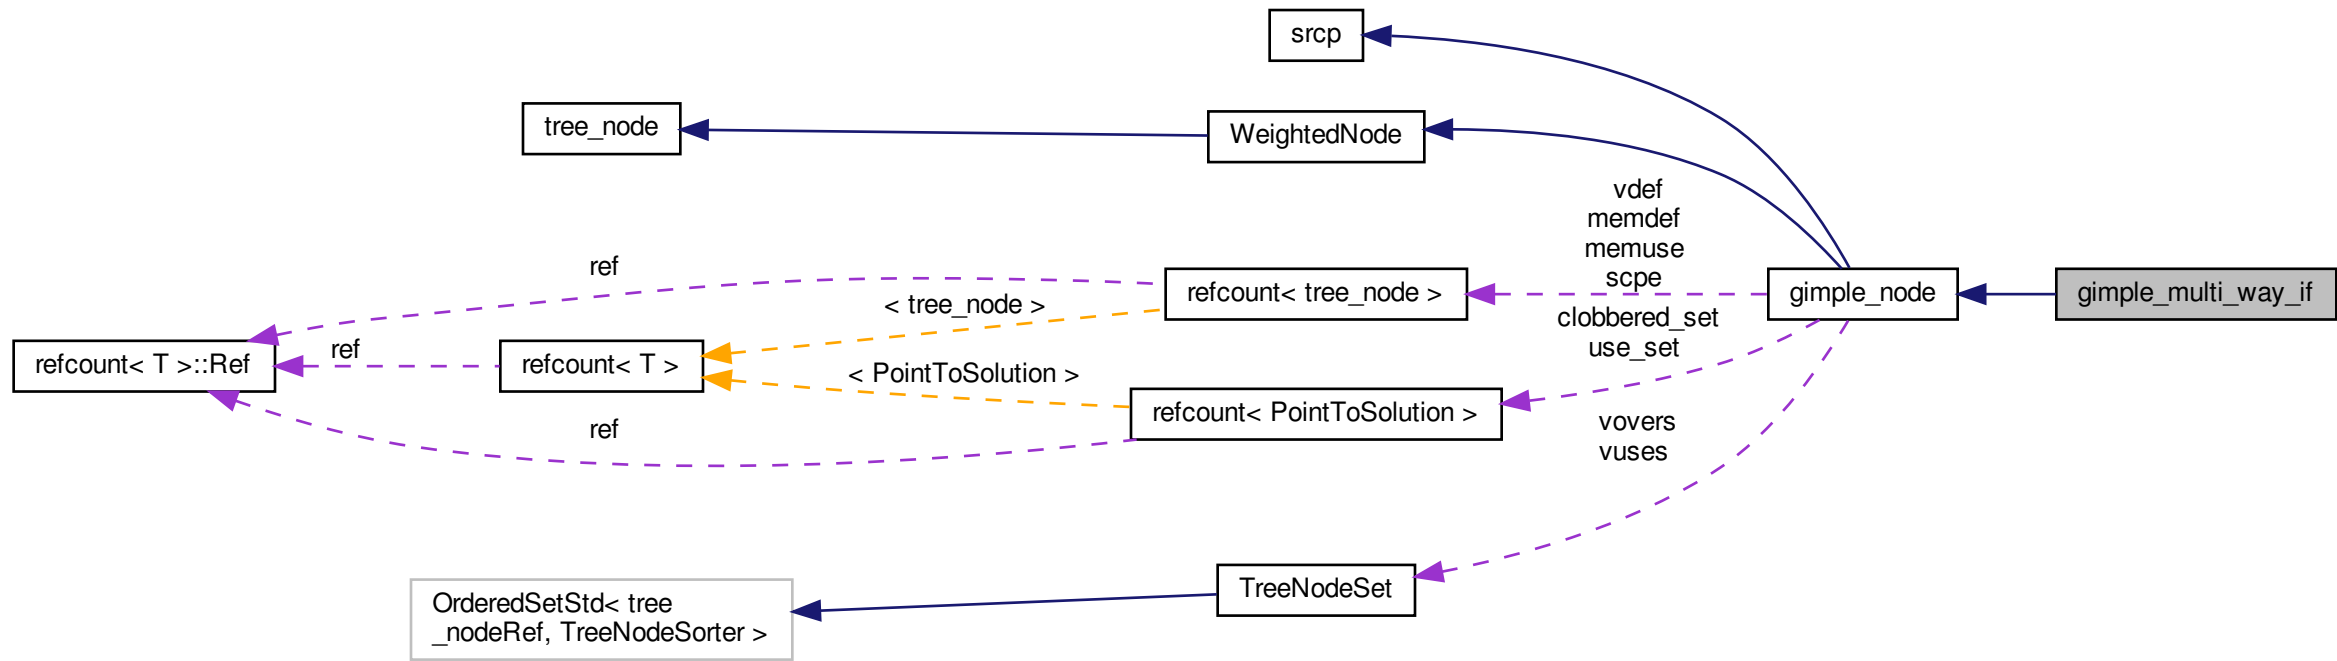 srcp
tree_node
WeightedNode
vdef
memdef
memuse
scpe
ref
refcount< tree_node >
gimple_node
gimple_multi_way_if
< tree_node >
clobbered_set
use_set
refcount< T >::Ref
ref
refcount< T >
< PointToSolution >
refcount< PointToSolution >
ref
vovers
vuses
TreeNodeSet
OrderedSetStd< tree
_nodeRef, TreeNodeSorter >